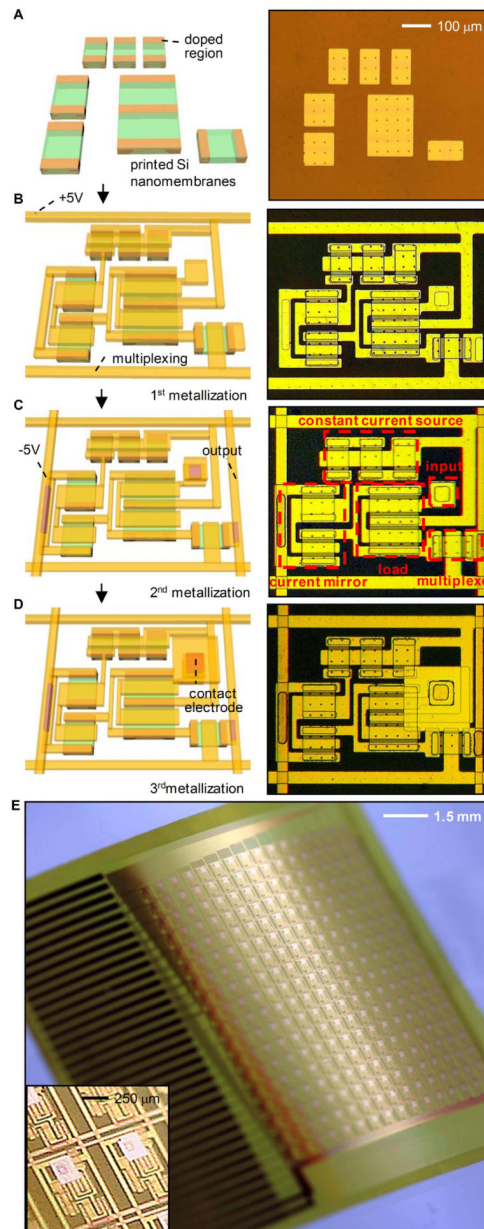 A
doped
region
100 μm
printed Si
nanomembranes
B
+5V
multiplexing
1st metallization
C
-5V
output
constant current source
input
load
current mirror
multiplexe
2nd metallization
D
contact
electrode
3rdmetallization
E
1.5 mm
250 μm